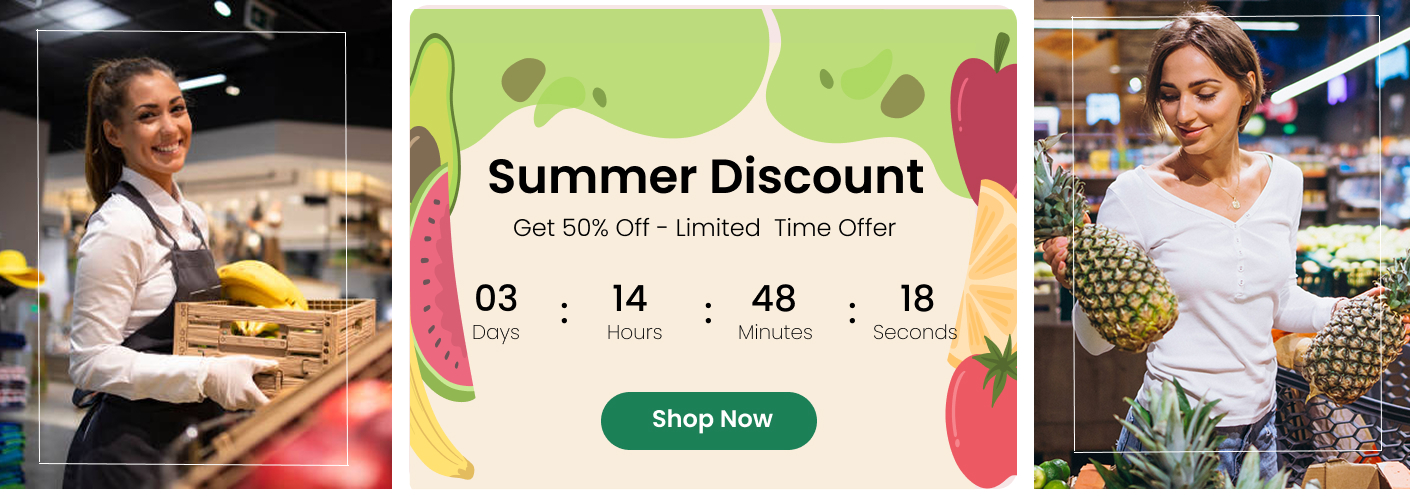 Summer Discount
Get 50% Off - Limited Time Offer
03 : 14 : 48 : 18
Days Hours Minutes Seconds
Shop Now